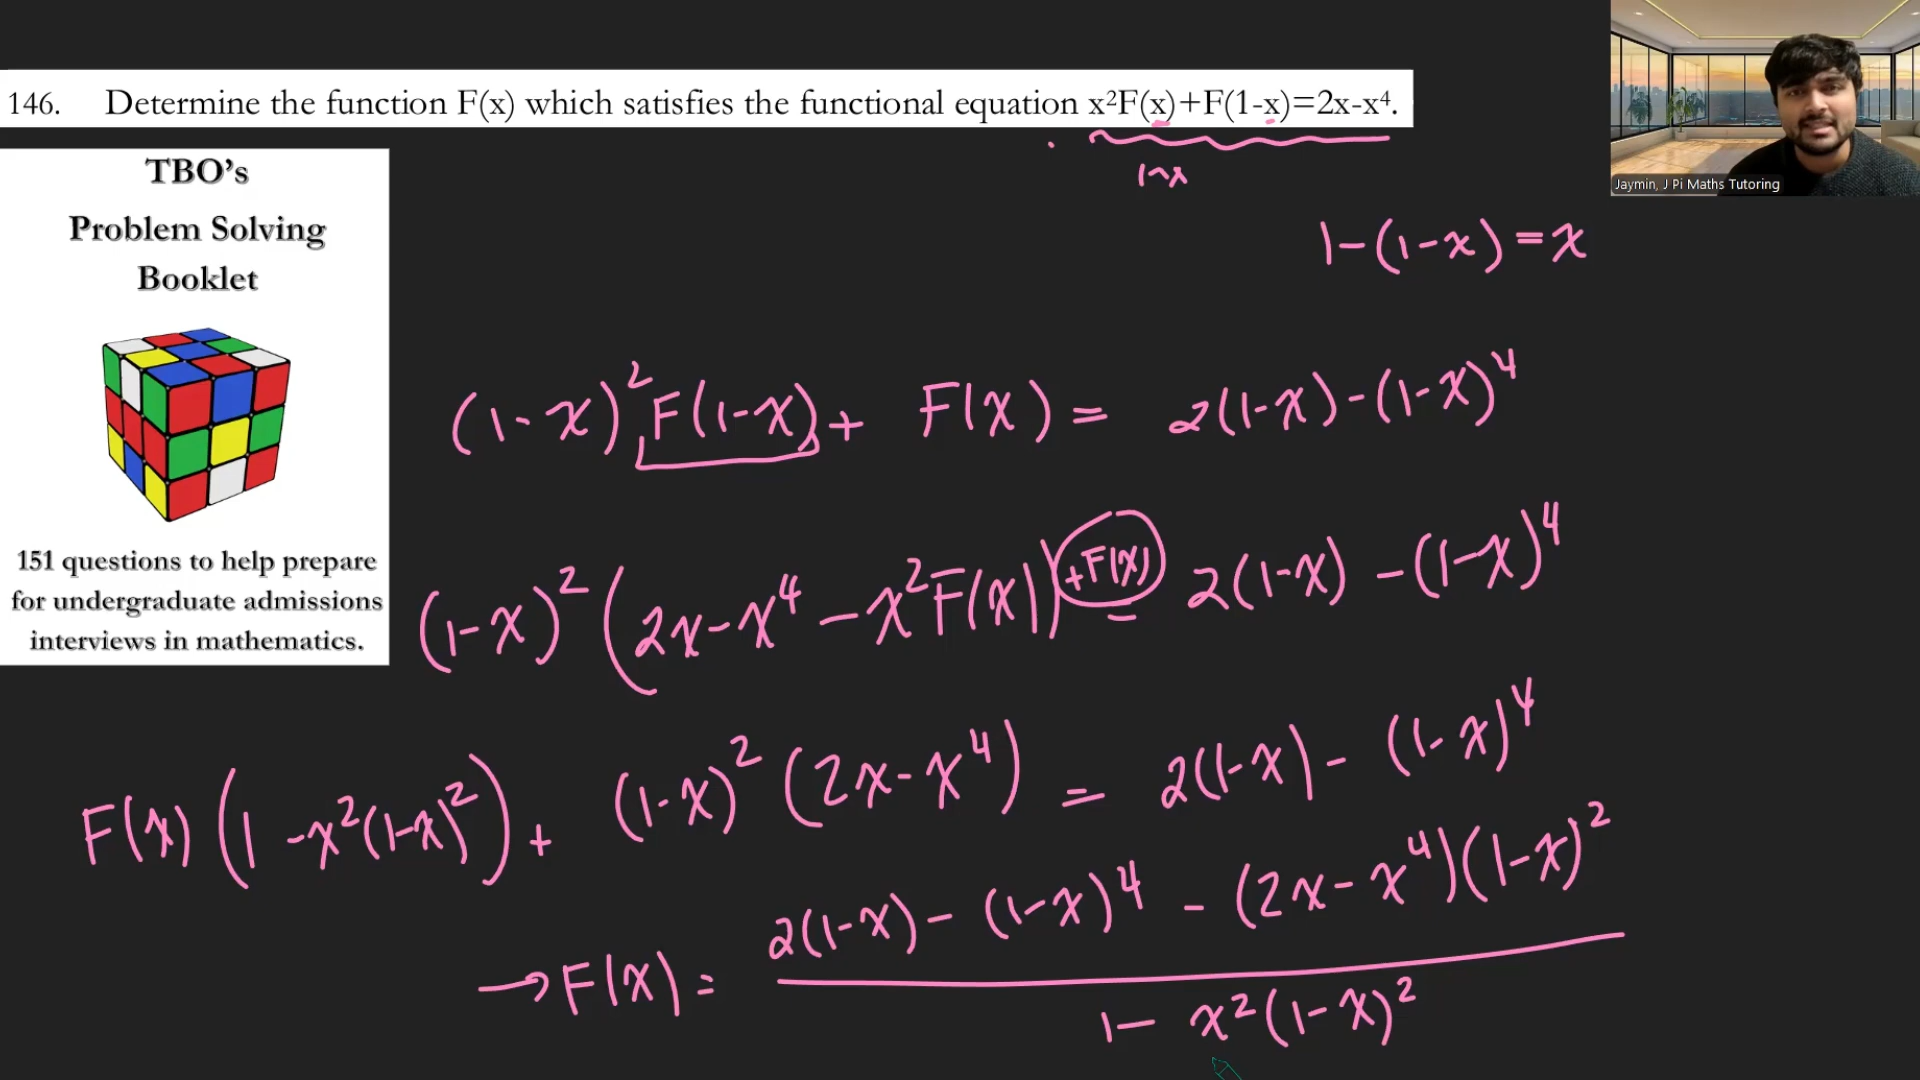 146. Determine the function F(x) which satisfies the functional equation x²F(x)+F(1-x)=2x-x⁴.
Jaymin, J Pi Maths Tutoring
1-x
TBO's
Problem Solving
Booklet
151 questions to help prepare
for undergraduate admissions
interviews in mathematics.
1-(1-x)=x
(1-x)²F(1-x)+ F(x)= 2(1-x)-(1-x)⁴
(1-x)²(2x-x⁴-x²F(x))+F(x) = 2(1-x)-(1-x)⁴
F(x)(1-x²(1-x)²)+ (1-x)²(2x-x⁴) = 2(1-x)-(1-x)⁴
→F(x)= 2(1-x)-(1-x)⁴-(2x-x⁴)(1-x)²
1-x²(1-x)²